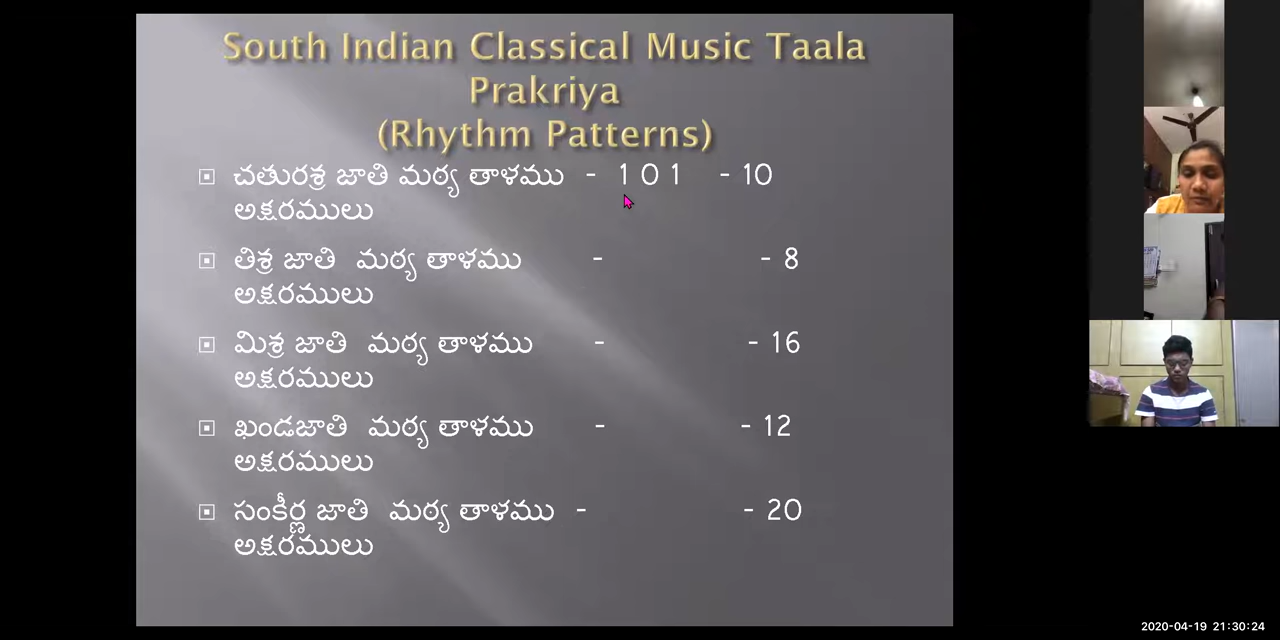 South Indian Classical Music Taala
Prakriya
(Rhythm Patterns)
చతురశ్ర జాతి మఠ్య తాళము - 1 0 1 - 10
అక్షరములు
తిశ్ర జాతి మఠ్య తాళము - - 8
అక్షరములు
మిశ్ర జాతి మఠ్య తాళము - - 16
అక్షరములు
ఖండజాతి మఠ్య తాళము - - 12
అక్షరములు
సంకీర్ణ జాతి మఠ్య తాళము - - 20
అక్షరములు
2020-04-19 21:30:24